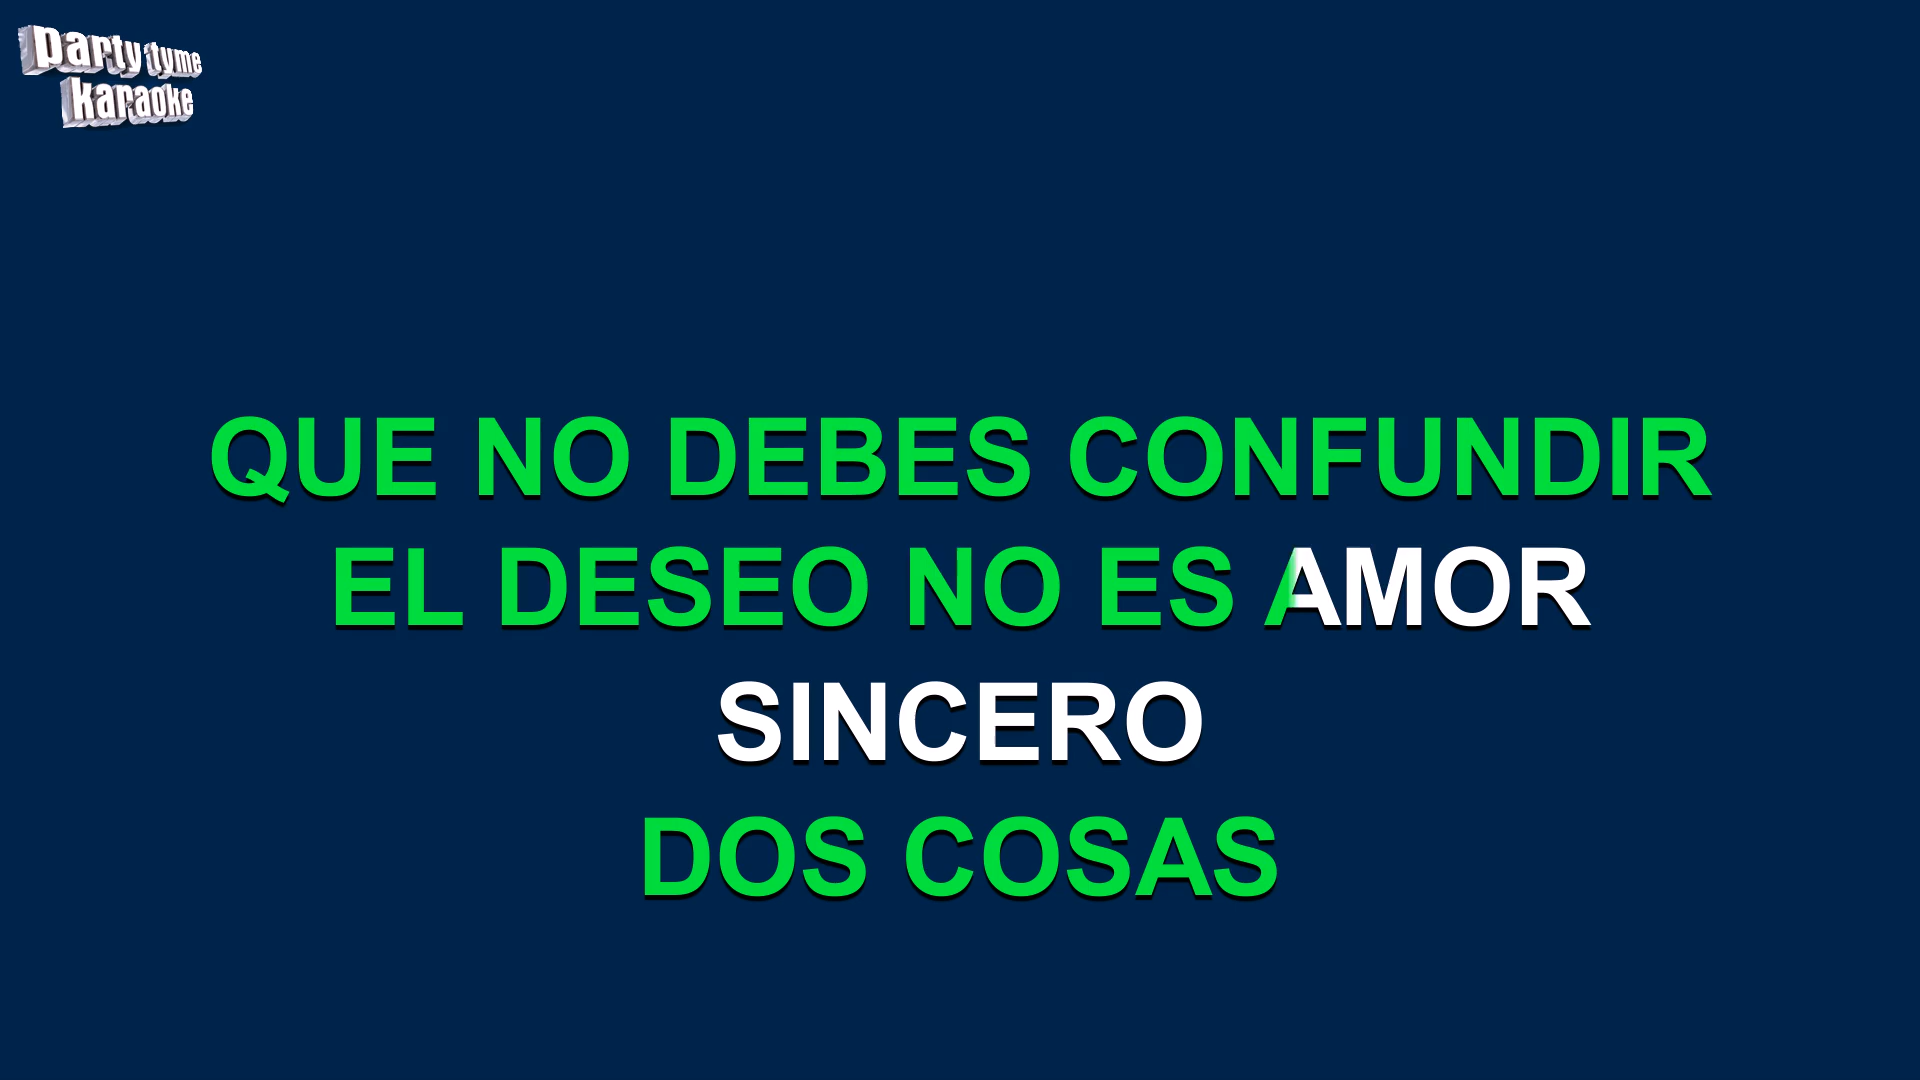 party tyme
karaoke
QUE NO DEBES CONFUNDIR
EL DESEO NO ES AMOR
SINCERO
DOS COSAS